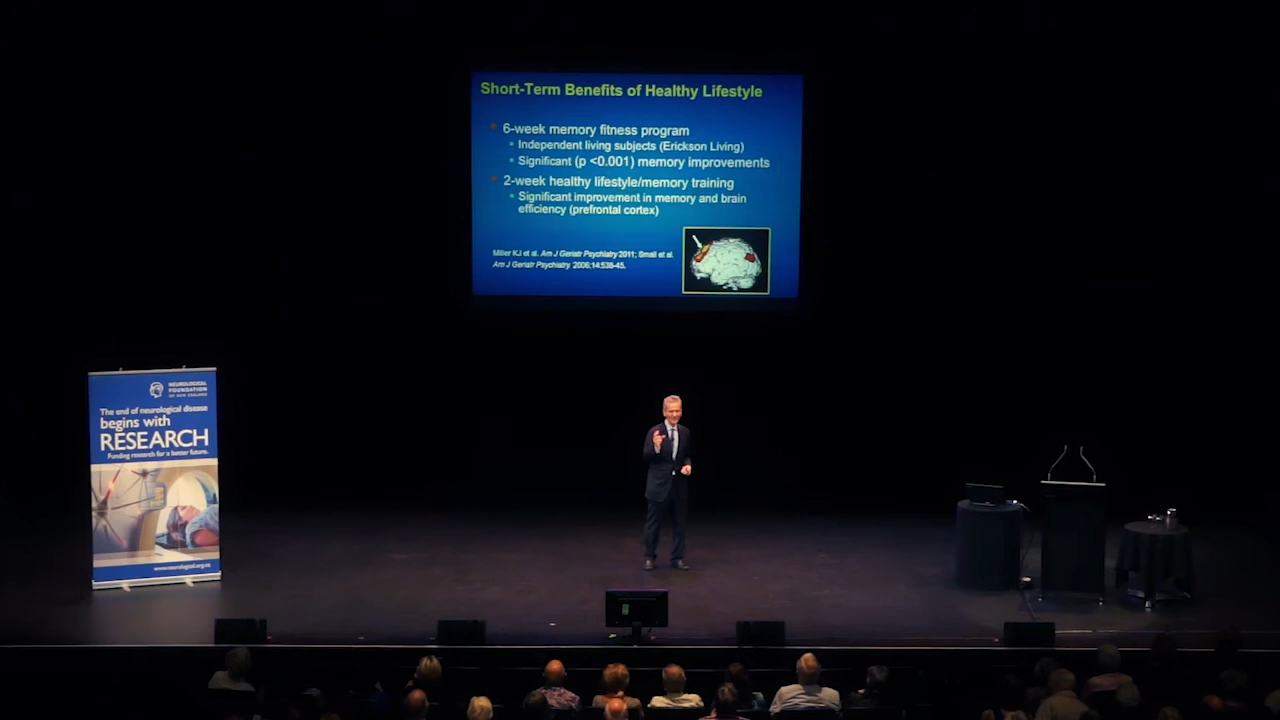 Short-Term Benefits of Healthy Lifestyle
6-week memory fitness program
Independent living subjects (Erickson Living)
Significant (p <0.001) memory improvements
2-week healthy lifestyle/memory training
Significant improvement in memory and brain
efficiency (prefrontal cortex)
Miller KJ et al. Am J Geriatr Psychiatry 2011; Small et al.
Am J Geriatr Psychiatry 2006;14:538-45.
NEUROLOGICAL
FOUNDATION
OF NEW ZEALAND
The end of neurological disease
begins with
RESEARCH
Funding research for a better future.
www.neurological.org.nz